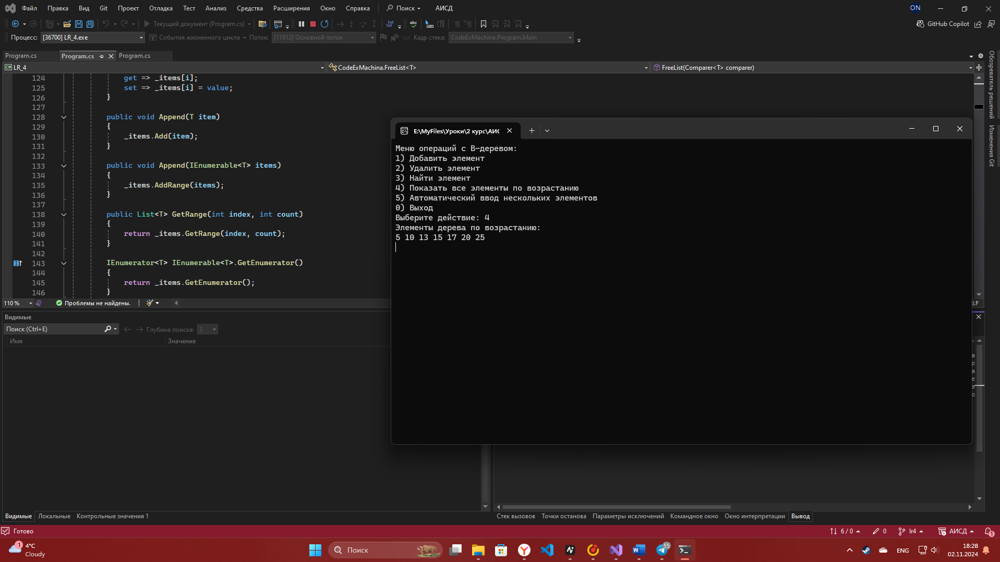 Файл Правка Вид Git Проект Отладка Тест Анализ Средства Расширения Окно Справка Поиск АИСД ON
Текущий документ (Program.cs) GitHub Copilot
Процесс: [36700] LR_4.exe События жизненного цикла Поток: [11912] Основной поток Кадр стека: CodeExMachina.Program.Main
Program.cs Program.cs Program.cs
C# LR_4 CodeExMachina.FreeList<T> FreeList(Comparer<T> comparer)
124 get => _items[i];
125 set => _items[i] = value;
126 }
127
128 public void Append(T item)
129 {
130 _items.Add(item);
131 }
132
133 public void Append(IEnumerable<T> items)
134 {
135 _items.AddRange(items);
136 }
137
138 public List<T> GetRange(int index, int count)
139 {
140 return _items.GetRange(index, count);
141 }
142
143 IEnumerator<T> IEnumerable<T>.GetEnumerator()
144 {
145 return _items.GetEnumerator();
146 }
110 % Проблемы не найдены.
LF
Обозреватель решений
Изменения Git
E:\MyFiles\Уроки\2 курс\АИС
Меню операций с B-деревом:
1) Добавить элемент
2) Удалить элемент
3) Найти элемент
4) Показать все элементы по возрастанию
5) Автоматический ввод нескольких элементов
0) Выход
Выберите действие: 4
Элементы дерева по возрастанию:
5 10 13 15 17 20 25
Видимые
Поиск (Ctrl+E) Глубина поиска: 3
Имя Значение
Видимые Локальные Контрольные значения 1
Стек вызовов Точки останова Параметры исключений Командное окно Окно интерпретации Вывод
Готово 6 / 0 0 lr4 АИСД 1
1 4°C
Cloudy
Поиск
55
ENG
18:28
02.11.2024